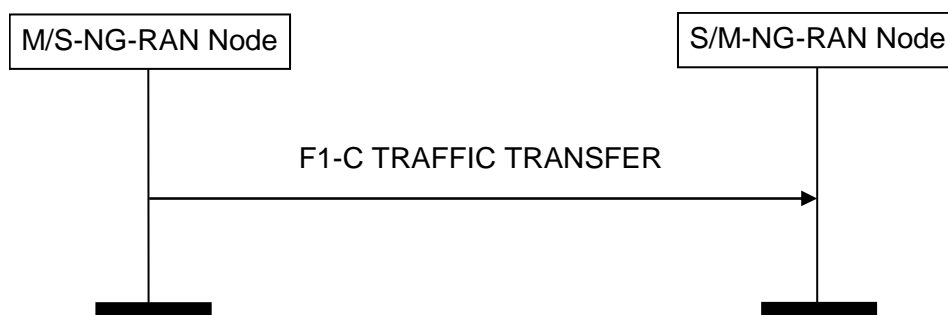 M/S-NG-RAN Node
S/M-NG-RAN Node
F1-C TRAFFIC TRANSFER